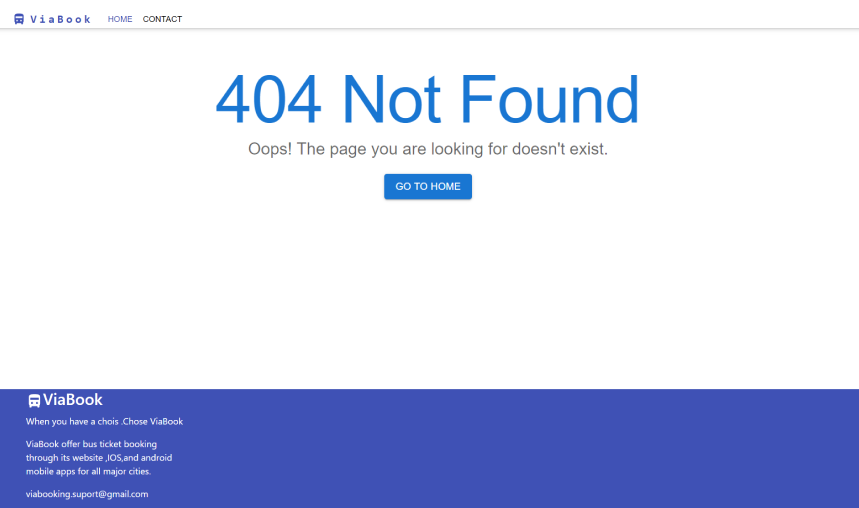 ViaBook HOME CONTACT
404 Not Found
Oops! The page you are looking for doesn't exist.
GO TO HOME
ViaBook
When you have a chois .Chose ViaBook
ViaBook offer bus ticket booking
through its website ,IOS,and android
mobile apps for all major cities.
viabooking.suport@gmail.com